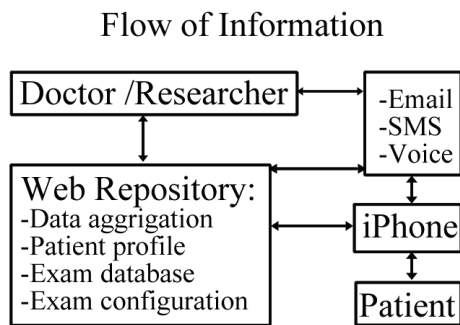 Flow of Information
Doctor /Researcher
-Email
-SMS
-Voice
Web Repository:
-Data aggrigation
-Patient profile
-Exam database
-Exam configuration
iPhone
Patient